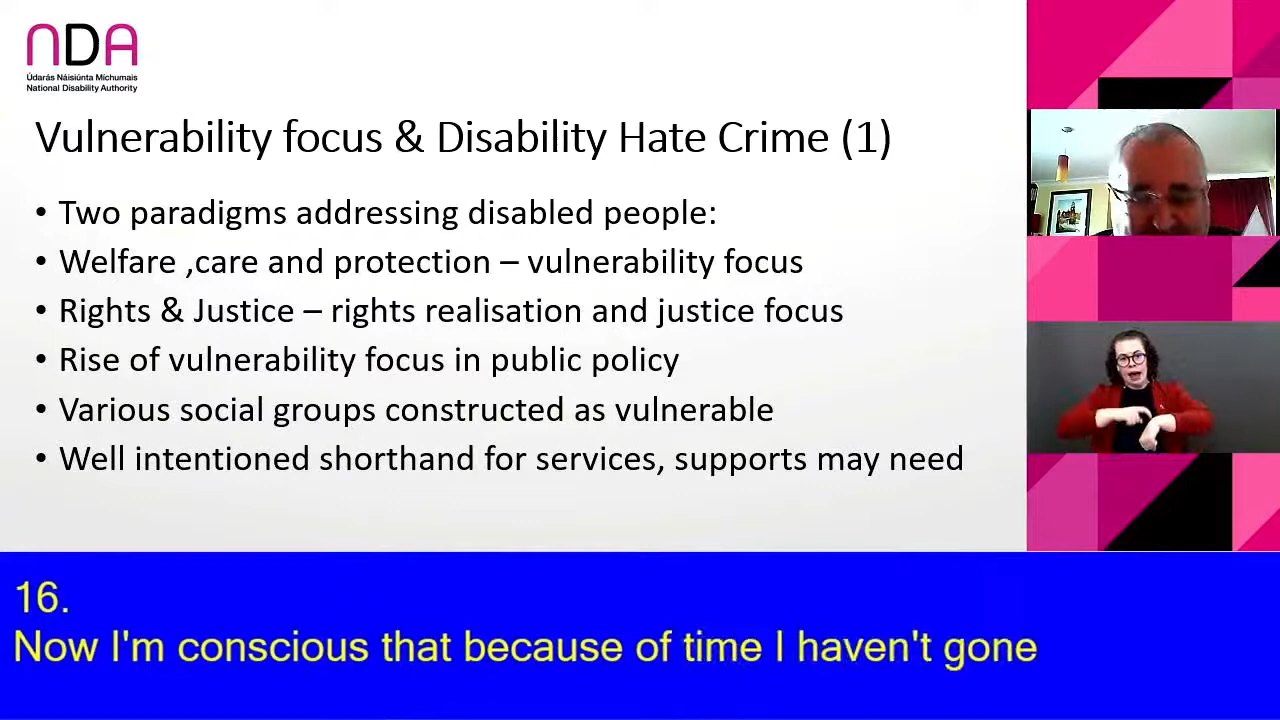 NDA
Údarás Náisiúnta Míchumais
National Disability Authority
Vulnerability focus & Disability Hate Crime (1)
• Two paradigms addressing disabled people:
• Welfare ,care and protection – vulnerability focus
• Rights & Justice – rights realisation and justice focus
• Rise of vulnerability focus in public policy
• Various social groups constructed as vulnerable
• Well intentioned shorthand for services, supports may need
16.
Now I'm conscious that because of time I haven't gone